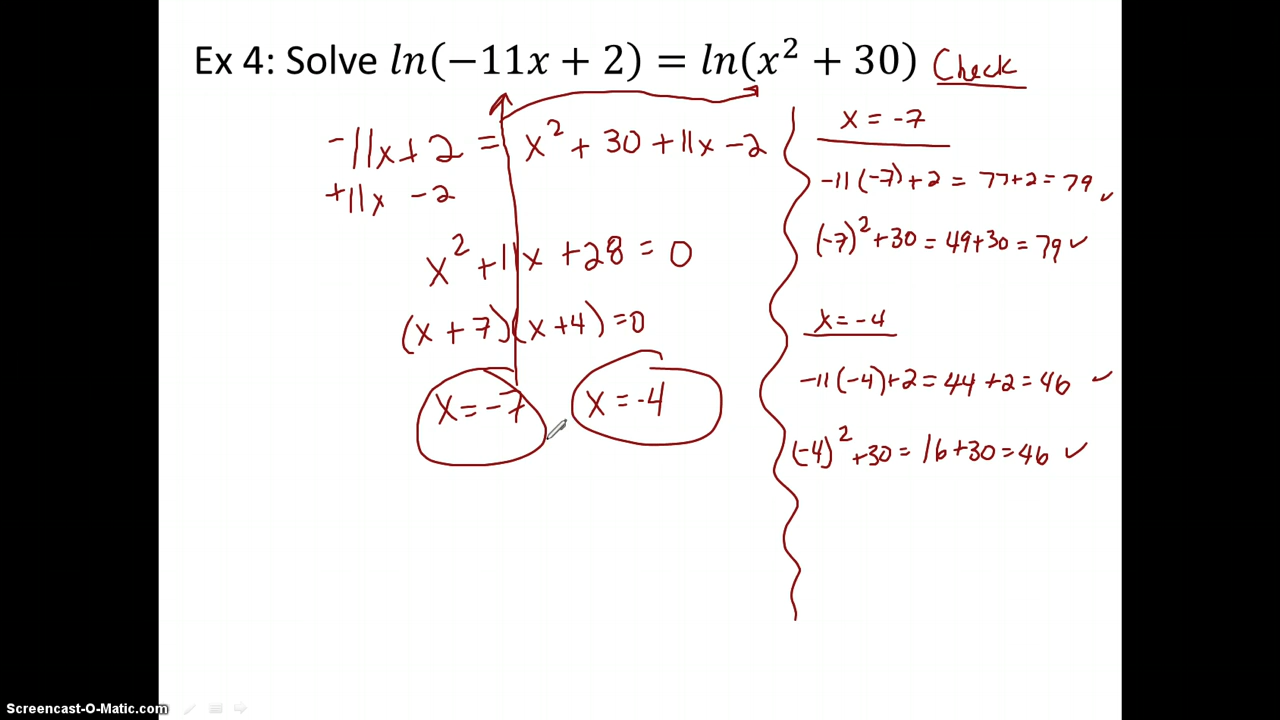 Ex 4: Solve ln(−11x + 2) = ln(x² + 30) Check
-11x + 2 = x² + 30 + 11x - 2
+11x - 2
x² + 11x + 28 = 0
(x + 7)(x + 4) = 0
x = -7 x = -4
x = -7
-11(-7) + 2 = 77 + 2 = 79 ✓
(-7)² + 30 = 49 + 30 = 79 ✓
x = -4
-11(-4) + 2 = 44 + 2 = 46 ✓
(-4)² + 30 = 16 + 30 = 46 ✓
Screencast-O-Matic.com